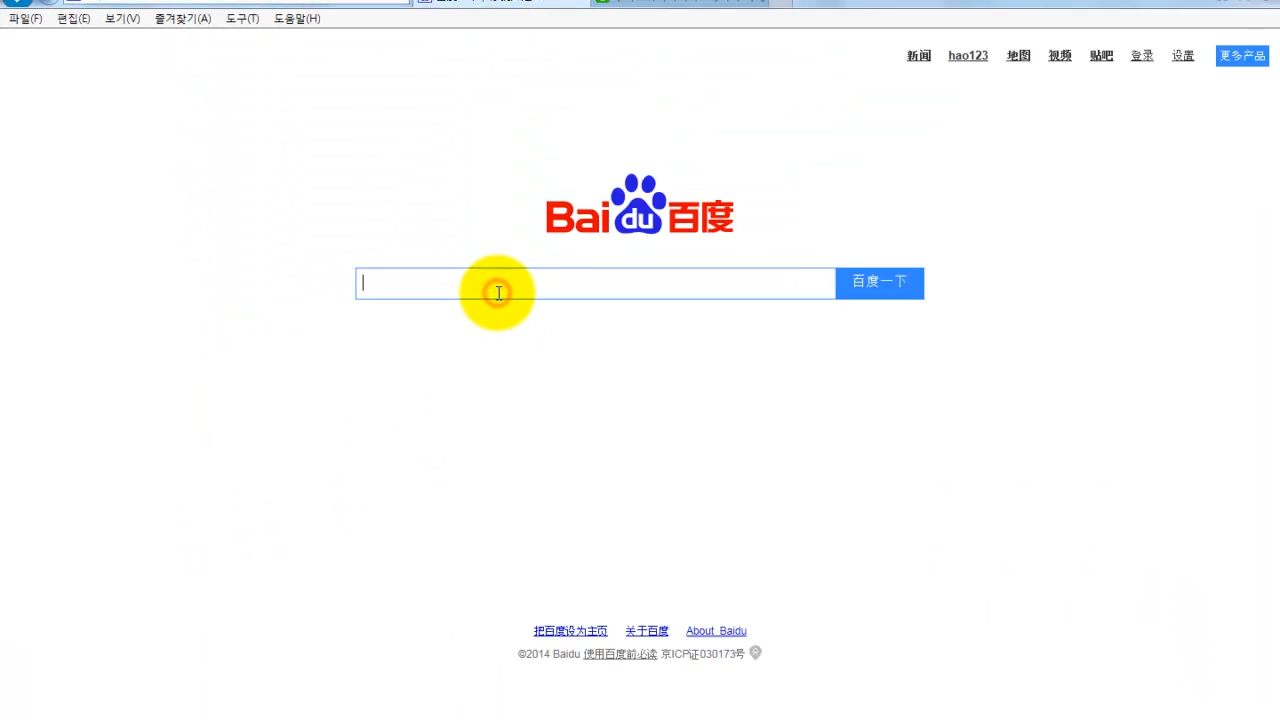 파일(F) 편집(E) 보기(V) 즐겨찾기(A) 도구(T) 도움말(H)
新闻 hao123 地图 视频 贴吧 登录 设置 更多产品
Bai du 百度
百度一下
把百度设为主页 关于百度 About Baidu
©2014 Baidu 使用百度前必读 京ICP证030173号